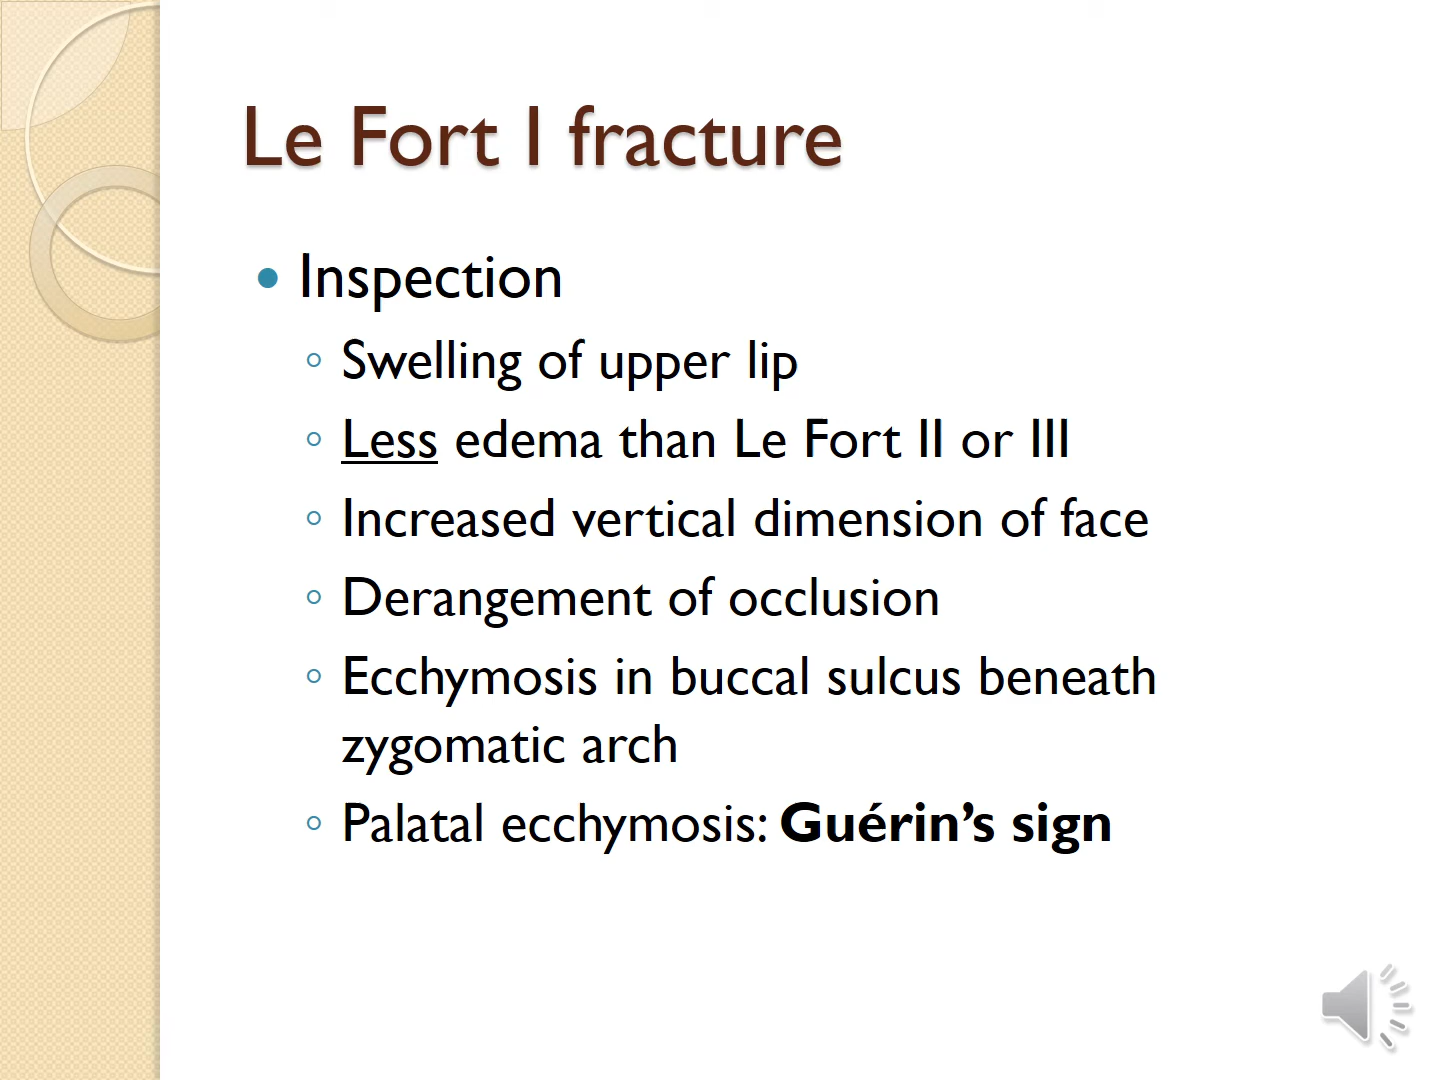 Le Fort I fracture
Inspection
Swelling of upper lip
Less edema than Le Fort II or III
Increased vertical dimension of face
Derangement of occlusion
Ecchymosis in buccal sulcus beneath
zygomatic arch
Palatal ecchymosis: Guérin’s sign